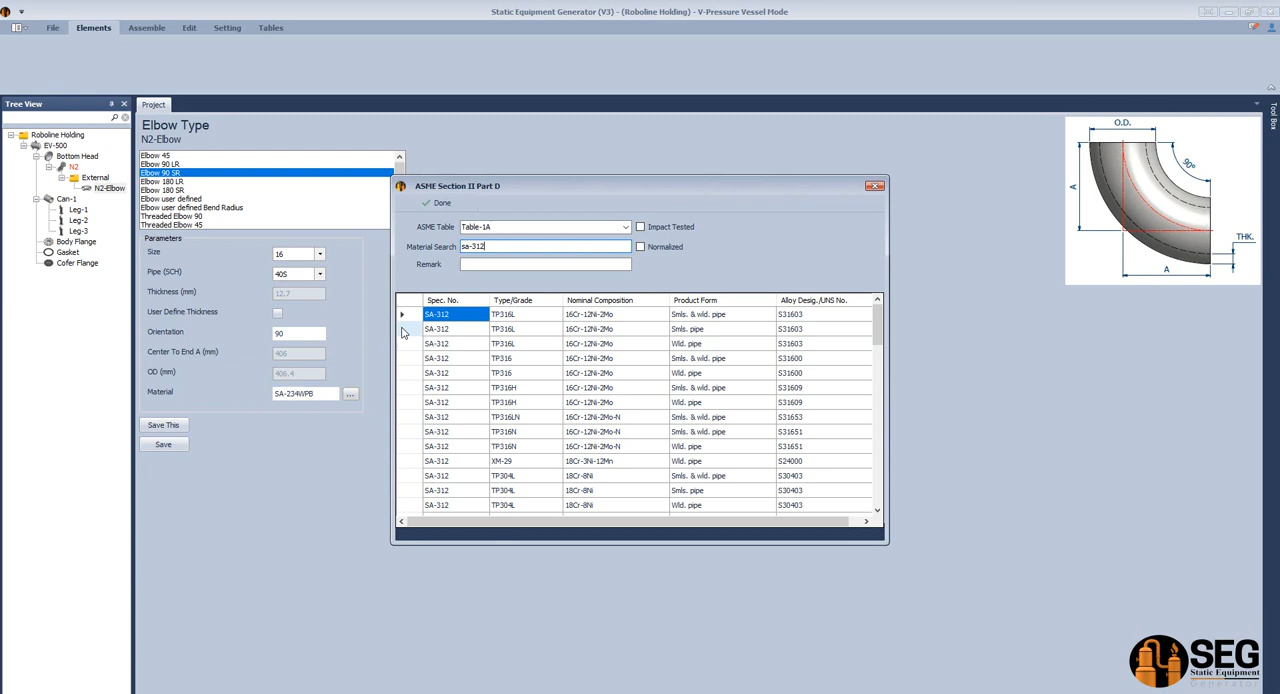 Static Equipment Generator (V3) - (Roboline Holding) - V-Pressure Vessel Mode
File Elements Assemble Edit Setting Tables
Tree View
Roboline Holding
EV-500
Bottom Head
N2
External
N2-Elbow
Can-1
Leg-1
Leg-2
Leg-3
Body Flange
Gasket
Cofer Flange
Project
Elbow Type
N2-Elbow
Elbow 45
Elbow 90 LR
Elbow 90 SR
Elbow 180 LR
Elbow 180 SR
Elbow user defined
Elbow user defined Bend Radius
Threaded Elbow 90
Threaded Elbow 45
Parameters
Size 16
Pipe (SCH) 40S
Thickness (mm) 12.7
User Define Thickness
Orientation 90
Center To End A (mm) 406
OD (mm) 406.4
Material SA-234WPB ...
Save This
Save
ASME Section II Part D
Done
ASME Table Table-1A Impact Tested
Material Search sa-312 Normalized
Remark
Spec. No. Type/Grade Nominal Composition Product Form Alloy Desig./UNS No.
SA-312 TP316L 16Cr-12Ni-2Mo Smls. & wld. pipe S31603
SA-312 TP316L 16Cr-12Ni-2Mo Smls. pipe S31603
SA-312 TP316L 16Cr-12Ni-2Mo Wld. pipe S31603
SA-312 TP316 16Cr-12Ni-2Mo Smls. & wld. pipe S31600
SA-312 TP316 16Cr-12Ni-2Mo Wld. pipe S31600
SA-312 TP316H 16Cr-12Ni-2Mo Smls. & wld. pipe S31609
SA-312 TP316H 16Cr-12Ni-2Mo Wld. pipe S31609
SA-312 TP316LN 16Cr-12Ni-2Mo-N Smls. & wld. pipe S31653
SA-312 TP316N 16Cr-12Ni-2Mo-N Smls. & wld. pipe S31651
SA-312 TP316N 16Cr-12Ni-2Mo-N Wld. pipe S31651
SA-312 XM-29 18Cr-3Ni-12Mn Wld. pipe S24000
SA-312 TP304L 18Cr-8Ni Smls. & wld. pipe S30403
SA-312 TP304L 18Cr-8Ni Smls. pipe S30403
SA-312 TP304L 18Cr-8Ni Wld. pipe S30403
O.D.
90°
A
THK.
A
Tool Box
SEG
Static Equipment
Generator